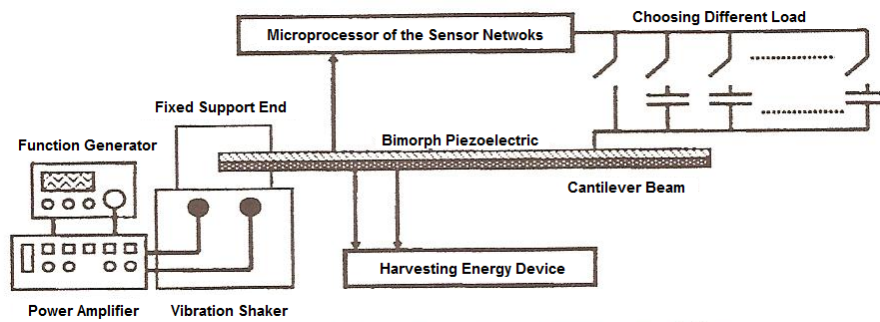 Choosing Different Load
Microprocessor of the Sensor Netwoks
Fixed Support End
Function Generator
Bimorph Piezoelectric
Cantilever Beam
Harvesting Energy Device
Power Amplifier
Vibration Shaker